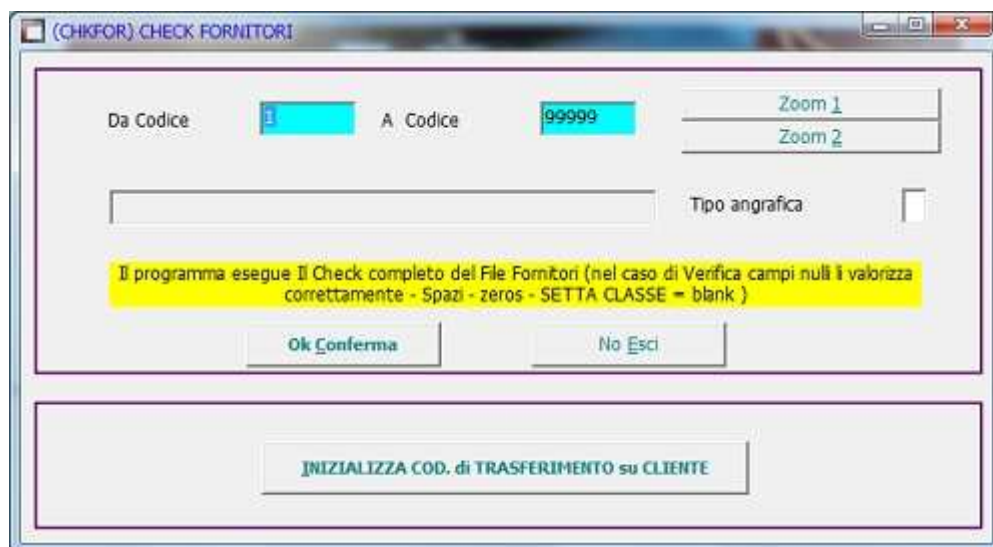 (CHKFOR) CHECK FORNITORI
Da Codice 1 A Codice 99999 Zoom 1
Zoom 2
Tipo angrafica
Il programma esegue Il Check completo del File Fornitori (nel caso di Verifica campi nulli li valorizza
correttamente - Spazi - zeros - SETTA CLASSE = blank )
Ok Conferma No Esci
INIZIALIZZA COD. di TRASFERIMENTO su CLIENTE